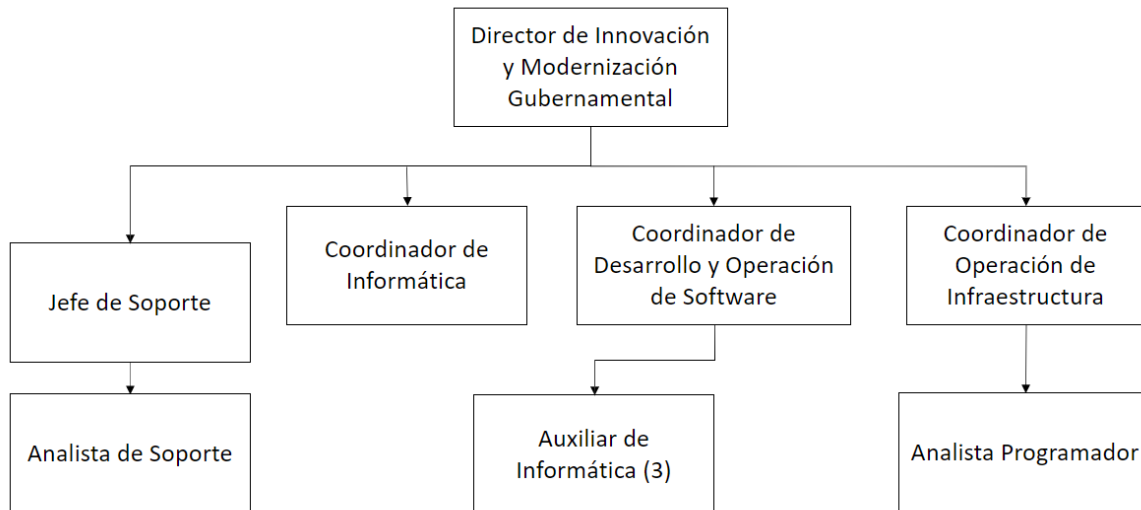 Director de Innovación
y Modernización
Gubernamental
Jefe de Soporte
Coordinador de
Informática
Coordinador de
Desarrollo y Operación
de Software
Coordinador de
Operación de
Infraestructura
Analista de Soporte
Auxiliar de
Informática (3)
Analista Programador